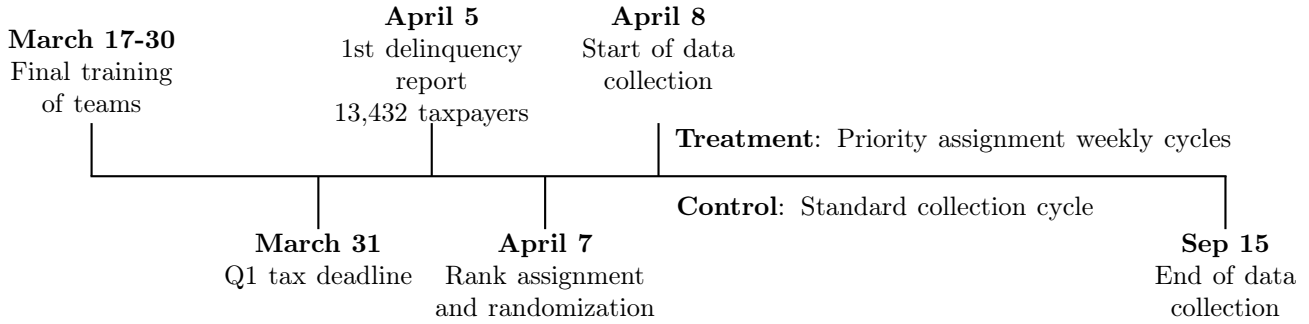 March 17-30
Final training
of teams
April 5
1st delinquency
report
13,432 taxpayers
April 8
Start of data
collection
Treatment: Priority assignment weekly cycles
Control: Standard collection cycle
March 31
Q1 tax deadline
April 7
Rank assignment
and randomization
Sep 15
End of data
collection